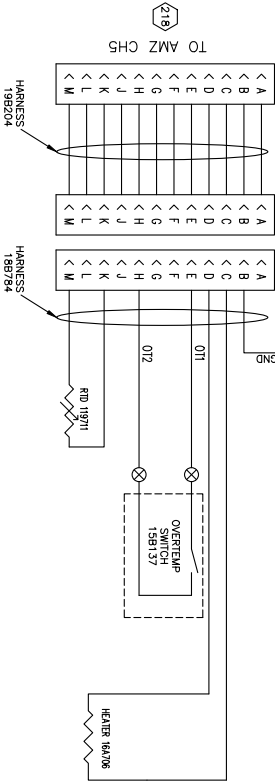 218
TO AMZ CH5
< A
< B
< C
< D
< E
< F
< G
< H
< J
< K
< L
< M
HARNESS
19B204
< A
< B
< C
< D
< E
< F
< G
< H
< J
< K
< L
< M
< A
< B
< C
< D
< E
< F
< G
< H
< J
< K
< L
< M
HARNESS
18B784
GND
OT1
OT2
RTD 119711
OVERTEMP
SWITCH
15B137
HEATER 16A706